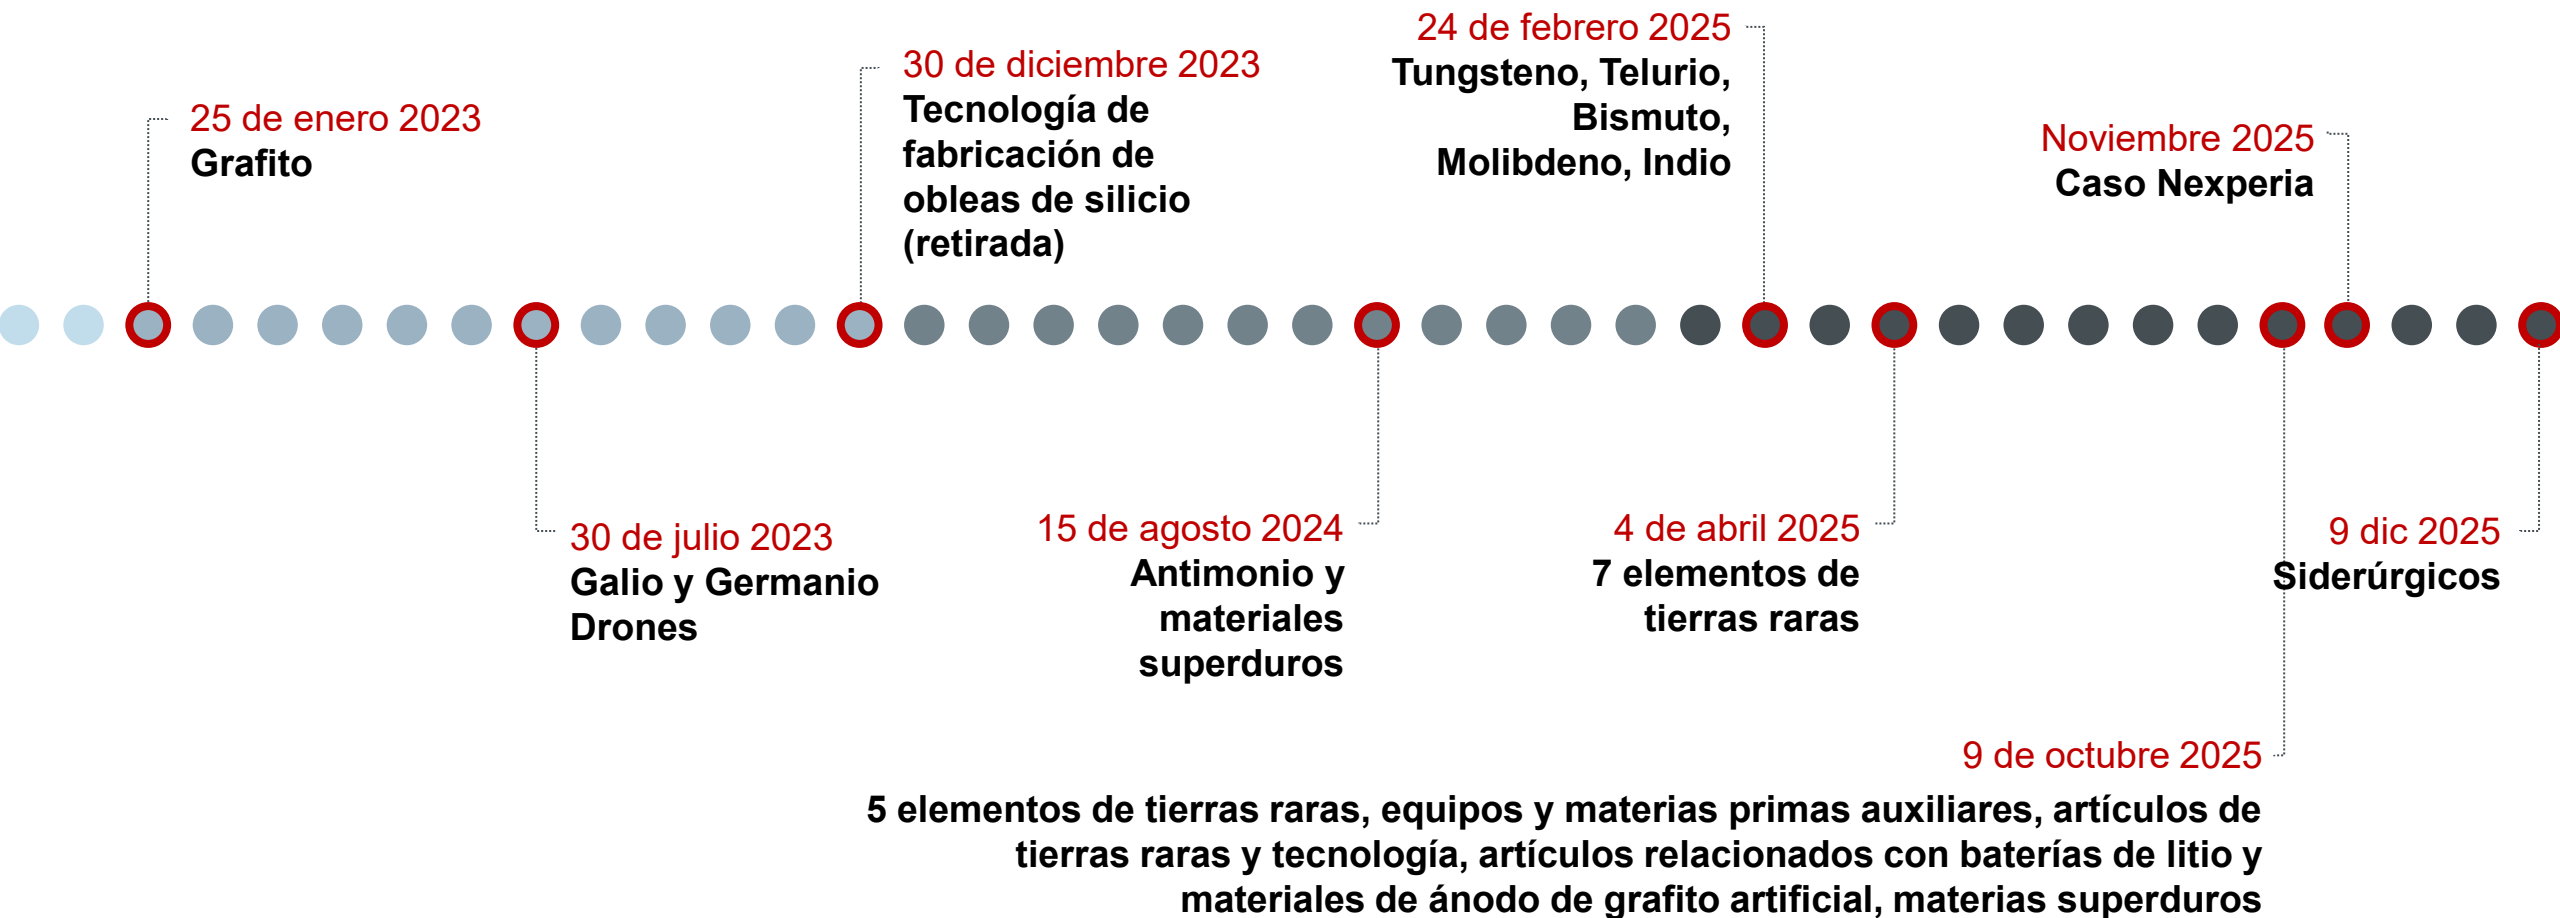 25 de enero 2023
Grafito
30 de julio 2023
Galio y Germanio
Drones
30 de diciembre 2023
Tecnología de
fabricación de
obleas de silicio
(retirada)
15 de agosto 2024
Antimonio y
materiales
superduros
24 de febrero 2025
Tungsteno, Telurio,
Bismuto,
Molibdeno, Indio
4 de abril 2025
7 elementos de
tierras raras
9 de octubre 2025
5 elementos de tierras raras, equipos y materias primas auxiliares, artículos de
tierras raras y tecnología, artículos relacionados con baterías de litio y
materiales de ánodo de grafito artificial, materias superduros
Noviembre 2025
Caso Nexperia
9 dic 2025
Siderúrgicos